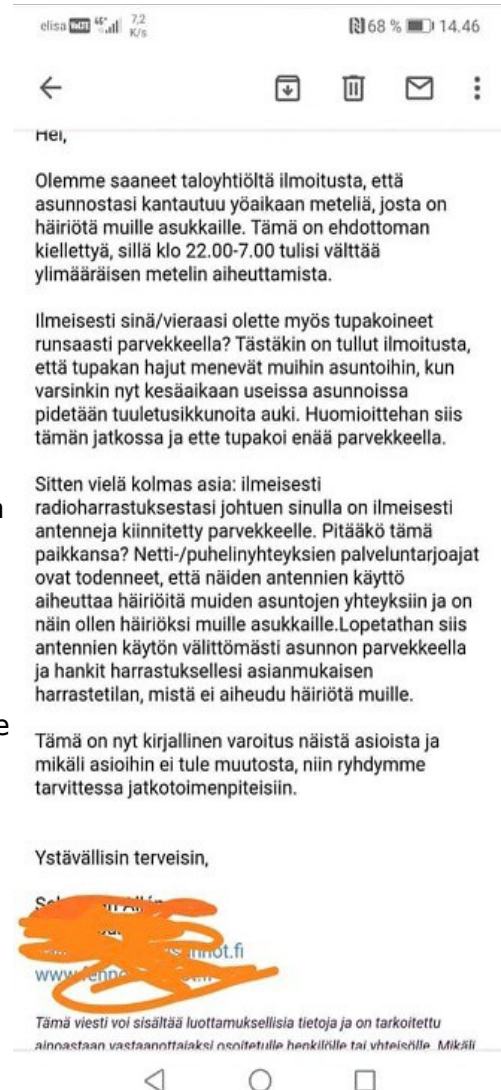 elisa VoLTE 4G+ 7,2 K/s 68 % 14.46
Hei,
Olemme saaneet taloyhtiöltä ilmoitusta, että
asunnostasi kantautuu yöaikaan meteliä, josta on
häiriötä muille asukkaille. Tämä on ehdottoman
kiellettyä, sillä klo 22.00-7.00 tulisi välttää
ylimääräisen metelin aiheuttamista.
Ilmeisesti sinä/vieraasi olette myös tupakoineet
runsaasti parvekkeella? Tästäkin on tullut ilmoitusta,
että tupakan hajut menevät muihin asuntoihin, kun
varsinkin nyt kesäaikaan useissa asunnoissa
pidetään tuuletusikkunoita auki. Huomioittehan siis
tämän jatkossa ja ette tupakoi enää parvekkeella.
Sitten vielä kolmas asia: ilmeisesti
radioharrastuksestasi johtuen sinulla on ilmeisesti
antenneja kiinnitetty parvekkeelle. Pitääkö tämä
paikkansa? Netti-/puhelinyhteyksien palveluntarjoajat
ovat todenneet, että näiden antennien käyttö
aiheuttaa häiriöitä muiden asuntojen yhteyksiin ja on
näin ollen häiriöksi muille asukkaille.Lopetathan siis
antennien käytön välittömästi asunnon parvekkeella
ja hankit harrastuksellesi asianmukaisen
harrastetilan, mistä ei aiheudu häiriötä muille.
Tämä on nyt kirjallinen varoitus näistä asioista ja
mikäli asioihin ei tule muutosta, niin ryhdymme
tarvittessa jatkotoimenpiteisiin.
Ystävällisin terveisin,
Tämä viesti voi sisältää luottamuksellisia tietoja ja on tarkoitettu
ainoastaan vastaanottajaksi osoitetulle henkilölle tai yhteisölle. Mikäli